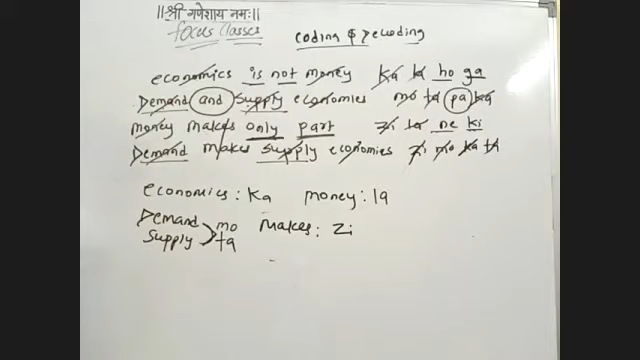 ||श्री गणेशाय नमः||
focus classes
coding & Decoding
economics is not money ka la ho ga
Demand and supply economies mo ta pa ka
money makes only part zi la ne ki
Demand makes supply economies zi mo ka ta
economics : Ka money : la
Demand
supply mo ta makes : zi